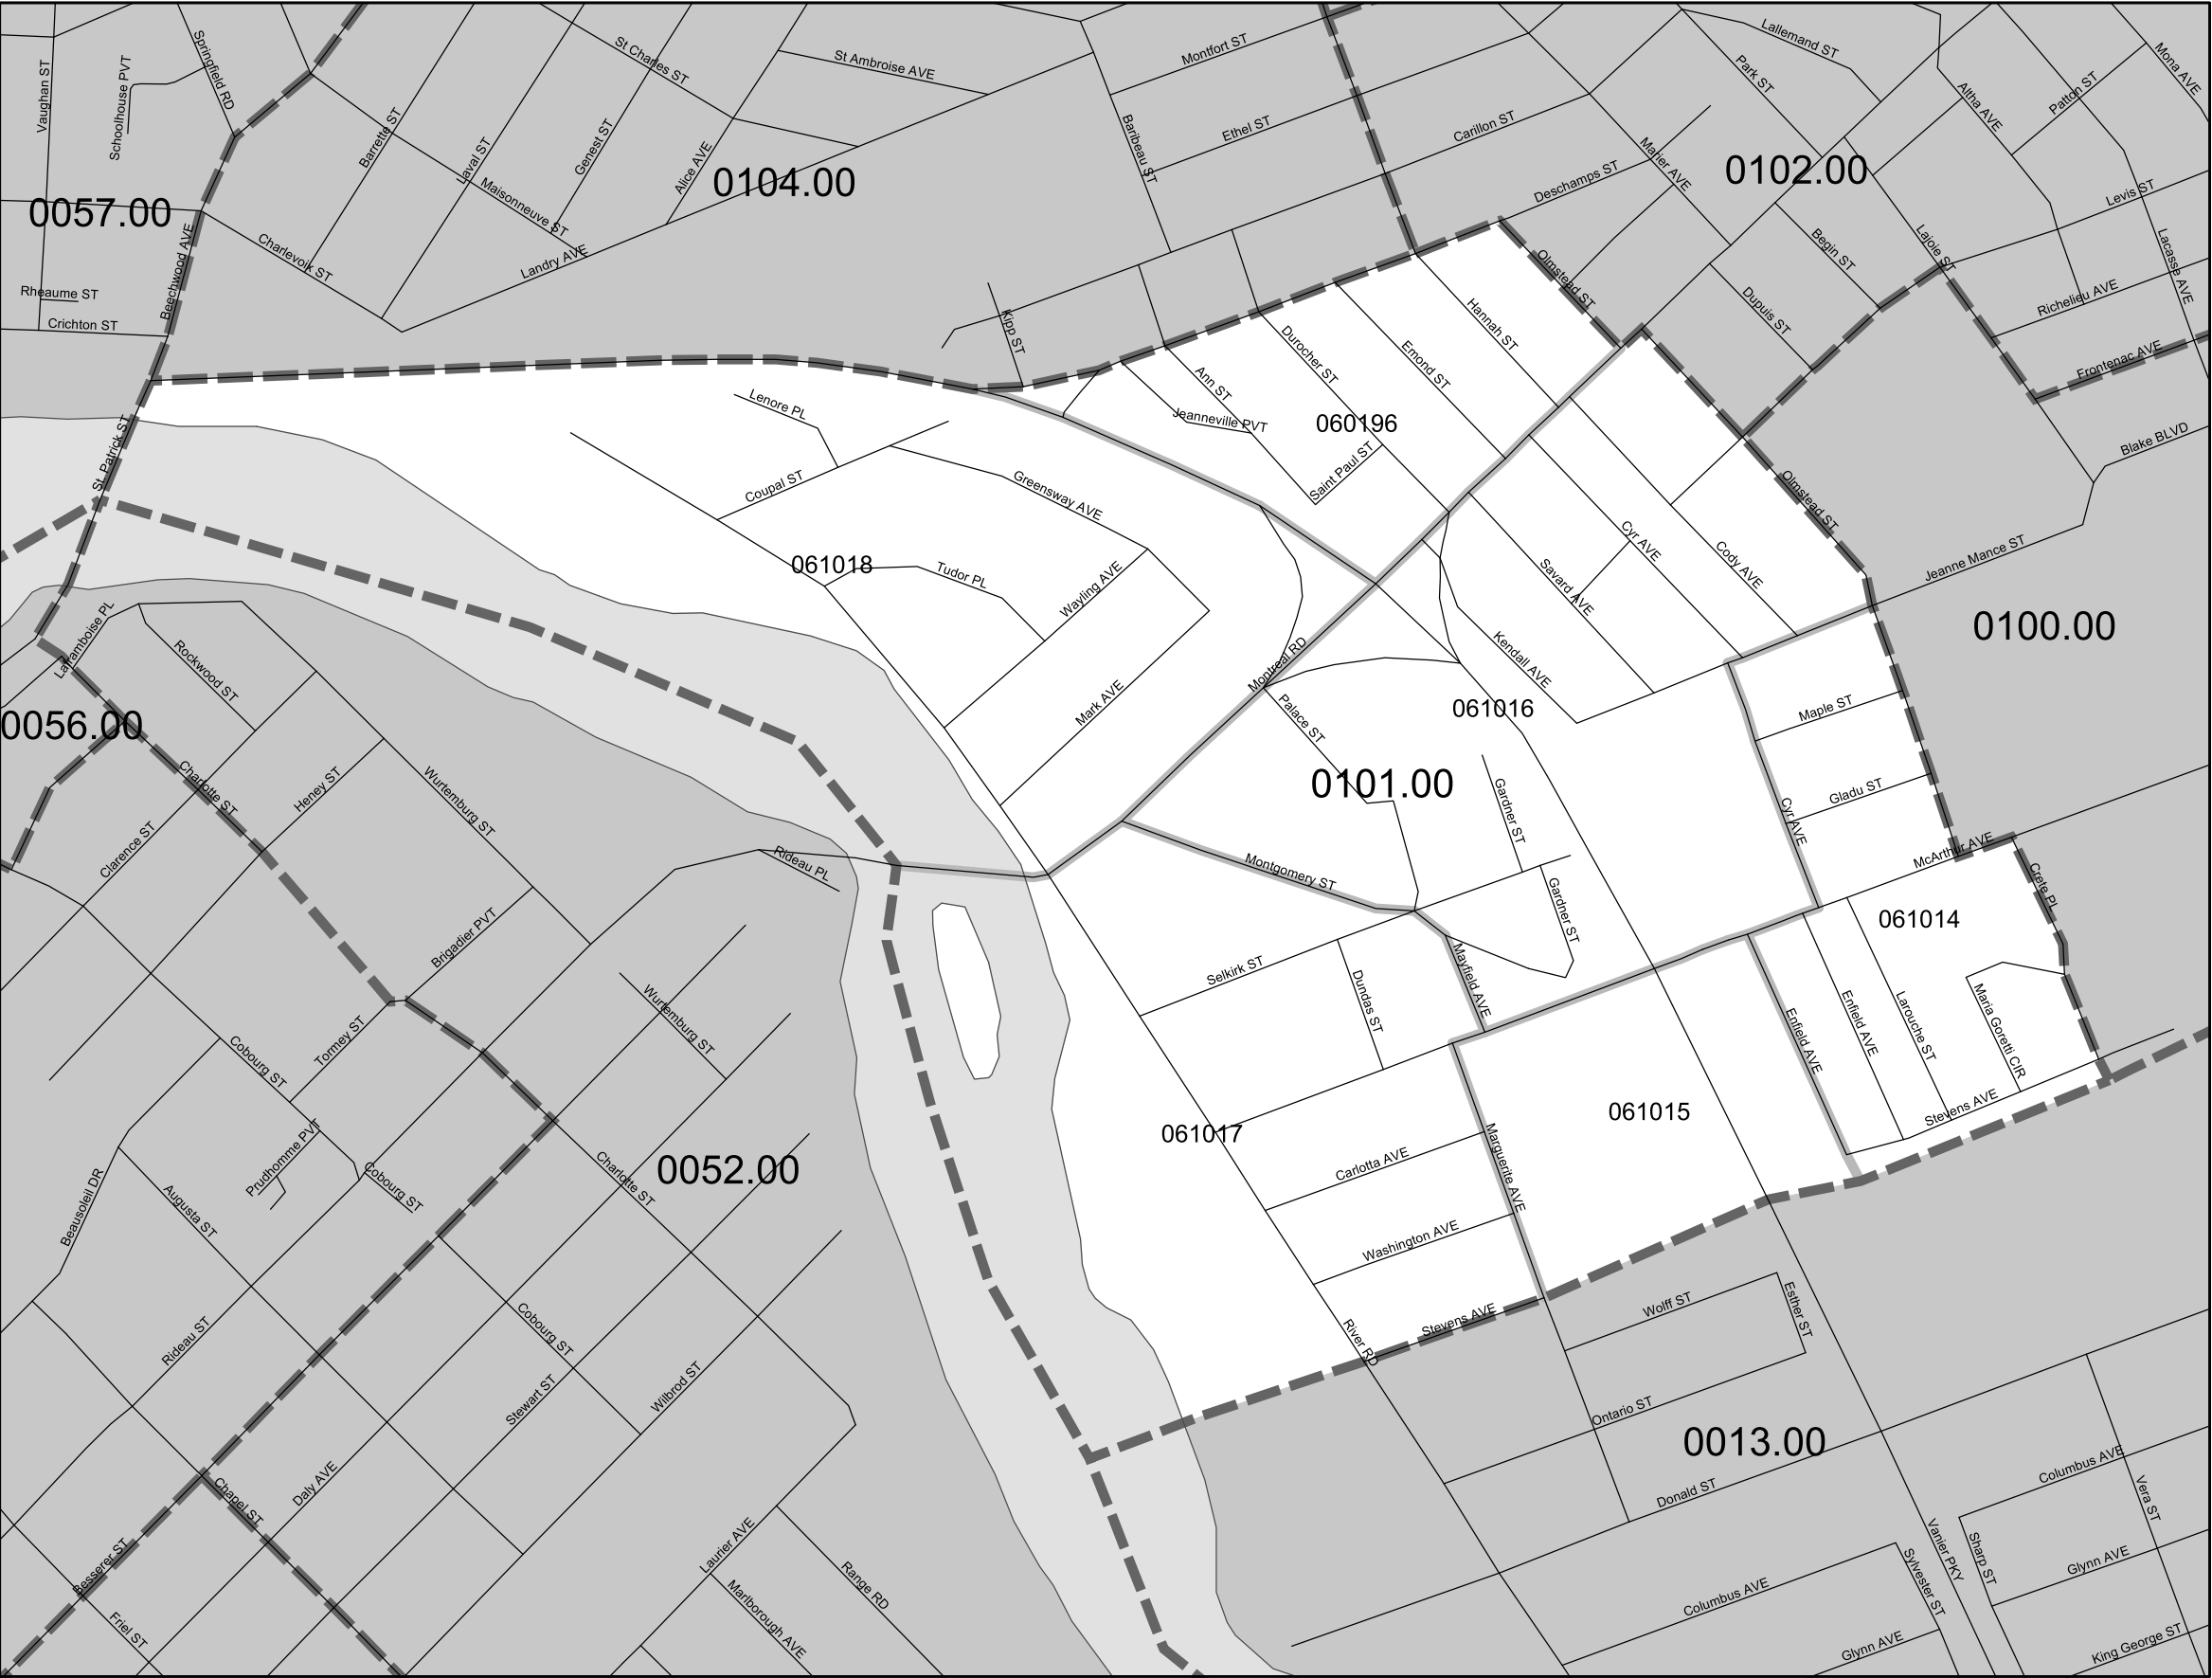 Vaughan ST
Schoolhouse PVT
Springfield RD
St Charles ST
St Ambroise AVE
Montfort ST
Lallemand ST
Park ST
Mona AVE
Patton ST
Altha AVE
Barrette ST
Laval ST
Genest ST
Alice AVE
Baribeau ST
Ethel ST
Carillon ST
Marier AVE
Deschamps ST
0057.00
0104.00
0102.00
Levis ST
Maisonneuve ST
Charlevoix ST
Landry AVE
Beechwood AVE
Rheaume ST
Crichton ST
Kipp ST
Olmstead ST
Begin ST
Lajoie ST
Lacasse AVE
Dupuis ST
Richelieu AVE
Frontenac AVE
Hannah ST
Emond ST
Durocher ST
Ann ST
Jeanneville PVT
060196
Saint Paul ST
Lenore PL
Coupal ST
Greensway AVE
St. Patrick ST
Blake BLVD
Olmstead ST
Jeanne Mance ST
061018
Tudor PL
Wayling AVE
Mark AVE
Cyr AVE
Cody AVE
Savard AVE
Kendall AVE
Montreal RD
Palace ST
061016
0100.00
Laframboise PL
Rockwood ST
0056.00
Charlotte ST
Heney ST
Wurtemburg ST
Clarence ST
Rideau PL
Brigadier PVT
0101.00
Gardner ST
Maple ST
Gladu ST
Cyr AVE
McArthur AVE
Crete PL
Montgomery ST
Gardner ST
Mayfield AVE
Selkirk ST
Dundas ST
061014
Enfield AVE
Enfield AVE
Larouche ST
Maria Goretti CIR
Stevens AVE
Wurtemburg ST
Tormey ST
Cobourg ST
Prudhomme PVT
Cobourg ST
Beausoleil DR
Augusta ST
0052.00
Charlotte ST
061017
061015
Carlotta AVE
Marguerite AVE
Washington AVE
Stevens AVE
River RD
Wolff ST
Esther ST
Ontario ST
0013.00
Donald ST
Columbus AVE
Vera ST
Rideau ST
Cobourg ST
Stewart ST
Wilbrod ST
Daly AVE
Chapel ST
Besserer ST
Friel ST
Laurier AVE
Marlborough AVE
Range RD
Columbus AVE
Vanier PKY
Sylvester ST
Sharp ST
Glynn AVE
Glynn AVE
King George ST